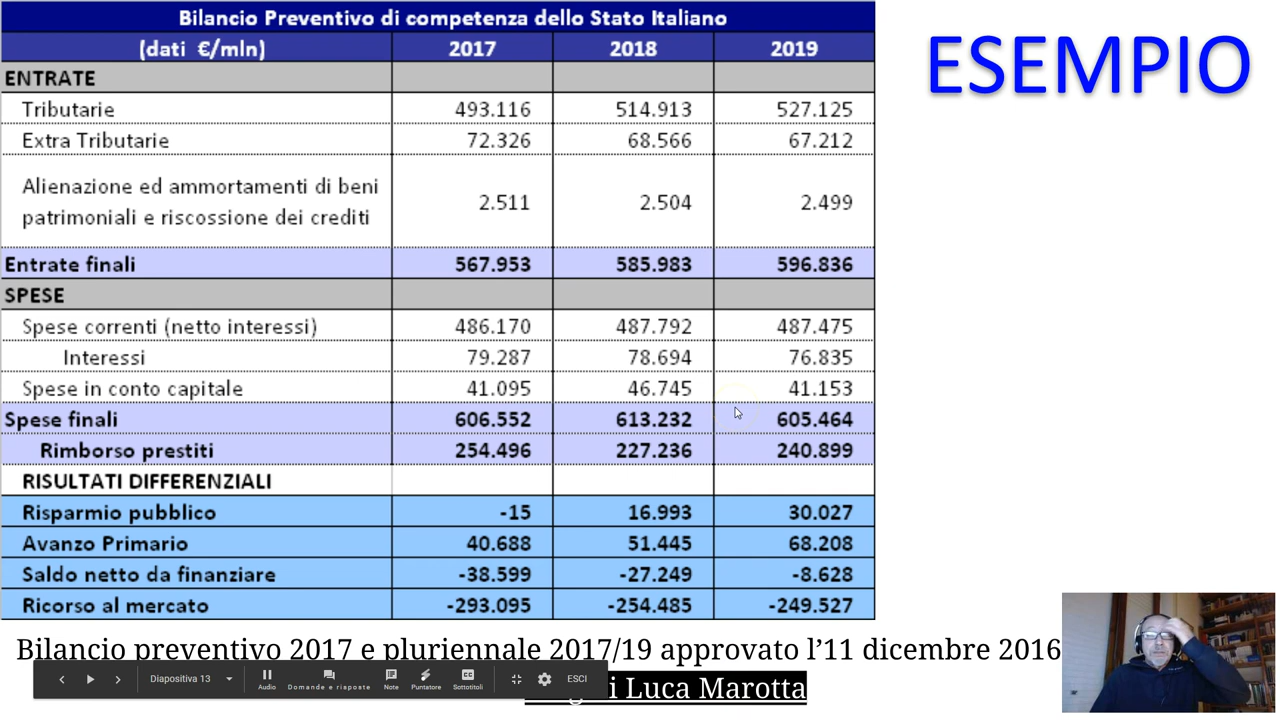 Bilancio Preventivo di competenza dello Stato Italiano
(dati €/mln) 2017 2018 2019
ENTRATE
Tributarie 493.116 514.913 527.125
Extra Tributarie 72.326 68.566 67.212
Alienazione ed ammortamenti di beni
patrimoniali e riscossione dei crediti 2.511 2.504 2.499
Entrate finali 567.953 585.983 596.836
SPESE
Spese correnti (netto interessi) 486.170 487.792 487.475
Interessi 79.287 78.694 76.835
Spese in conto capitale 41.095 46.745 41.153
Spese finali 606.552 613.232 605.464
Rimborso prestiti 254.496 227.236 240.899
RISULTATI DIFFERENZIALI
Risparmio pubblico -15 16.993 30.027
Avanzo Primario 40.688 51.445 68.208
Saldo netto da finanziare -38.599 -27.249 -8.628
Ricorso al mercato -293.095 -254.485 -249.527
ESEMPIO
Bilancio preventivo 2017 e pluriennale 2017/19 approvato l’11 dicembre 2016
Luca Marotta
Diapositiva 13
Audio
Domande e risposte
Note
Puntatore
Sottotitoli
CC
ESCI